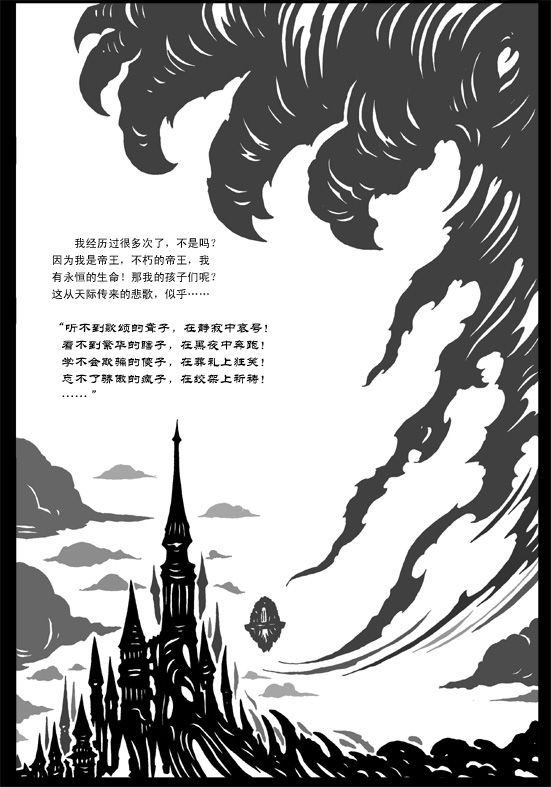 我经历过很多次了，不是吗？
因为我是帝王，不朽的帝王，我
有永恒的生命！那我的孩子们呢？
这从天际传来的悲歌，似乎……
“听不到歌颂的聋子，在静寂中哀号！
看不到繁华的瞎子，在黑夜中奔跑！
学不会欺骗的傻子，在葬礼上狂笑！
忘不了骄傲的疯子，在绞架上祈祷！
……”